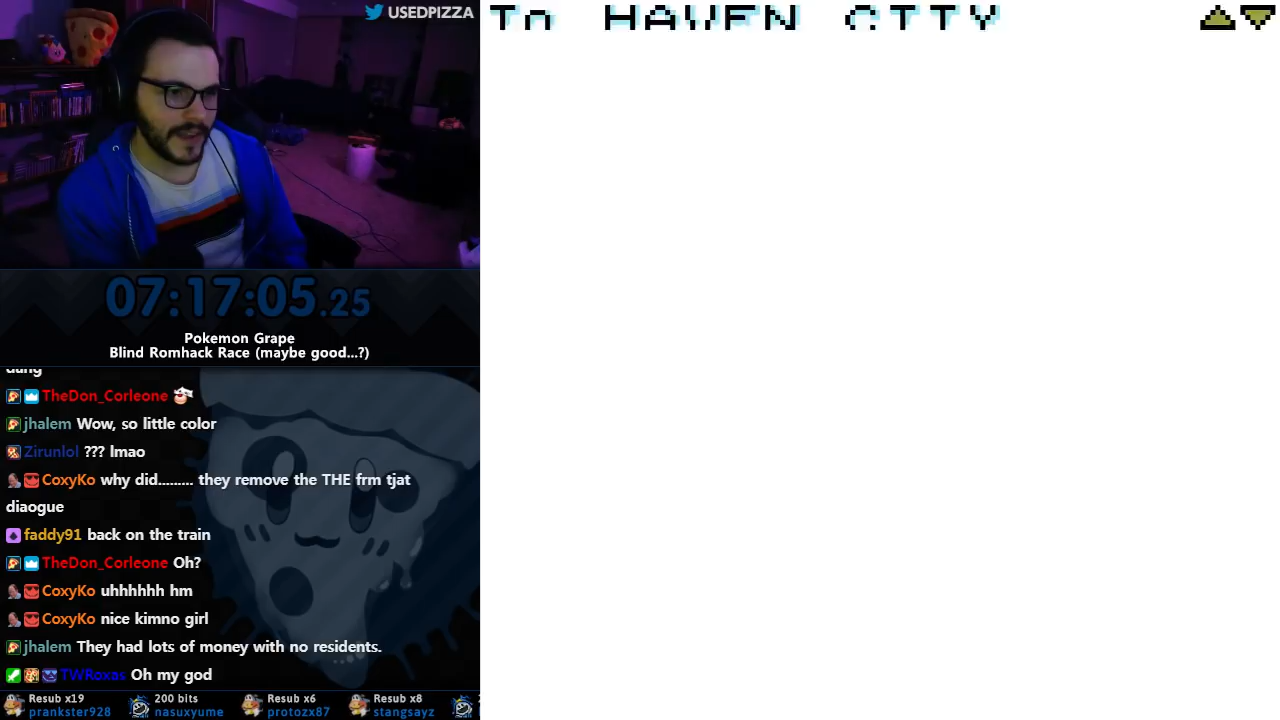 USEDPIZZA
To HAVEN CITY
07:17:05.25
Pokemon Grape
Blind Romhack Race (maybe good...?)
dang
TheDon_Corleone
jhalem Wow, so little color
Zirunlol ??? lmao
CoxyKo why did......... they remove the THE frm tjat
diaogue
faddy91 back on the train
TheDon_Corleone Oh?
CoxyKo uhhhhhh hm
CoxyKo nice kimno girl
jhalem They had lots of money with no residents.
TWRoxas Oh my god
Resub x19
prankster928
200 bits
nasuxyume
Resub x6
protozx87
Resub x8
stangsayz